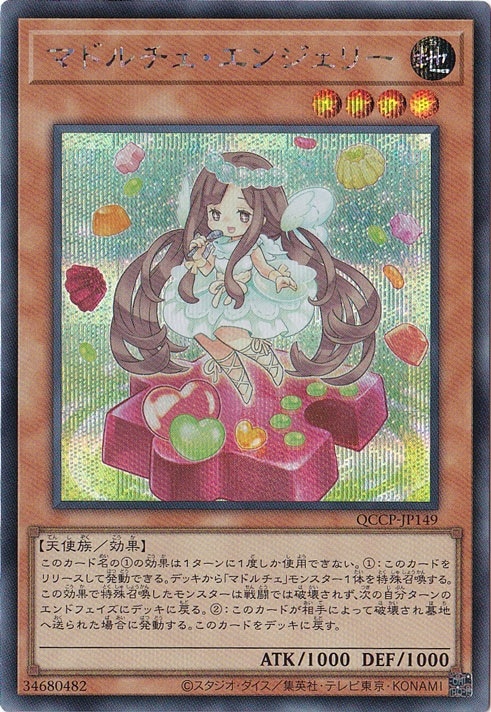 マドルチェ・エンジェリー
地
QCCP-JP149
【天使族／効果】
このカード名の①の効果は１ターンに１度しか使用できない。①：このカードを
リリースして発動できる。デッキから「マドルチェ」モンスター１体を特殊召喚する。
この効果で特殊召喚したモンスターは戦闘では破壊されず、次の自分ターンの
エンドフェイズにデッキに戻る。②：このカードが相手によって破壊され墓地
へ送られた場合に発動する。このカードをデッキに戻す。
ATK/1000 DEF/1000
34680482
©スタジオ・ダイス／集英社・テレビ東京・KONAMI